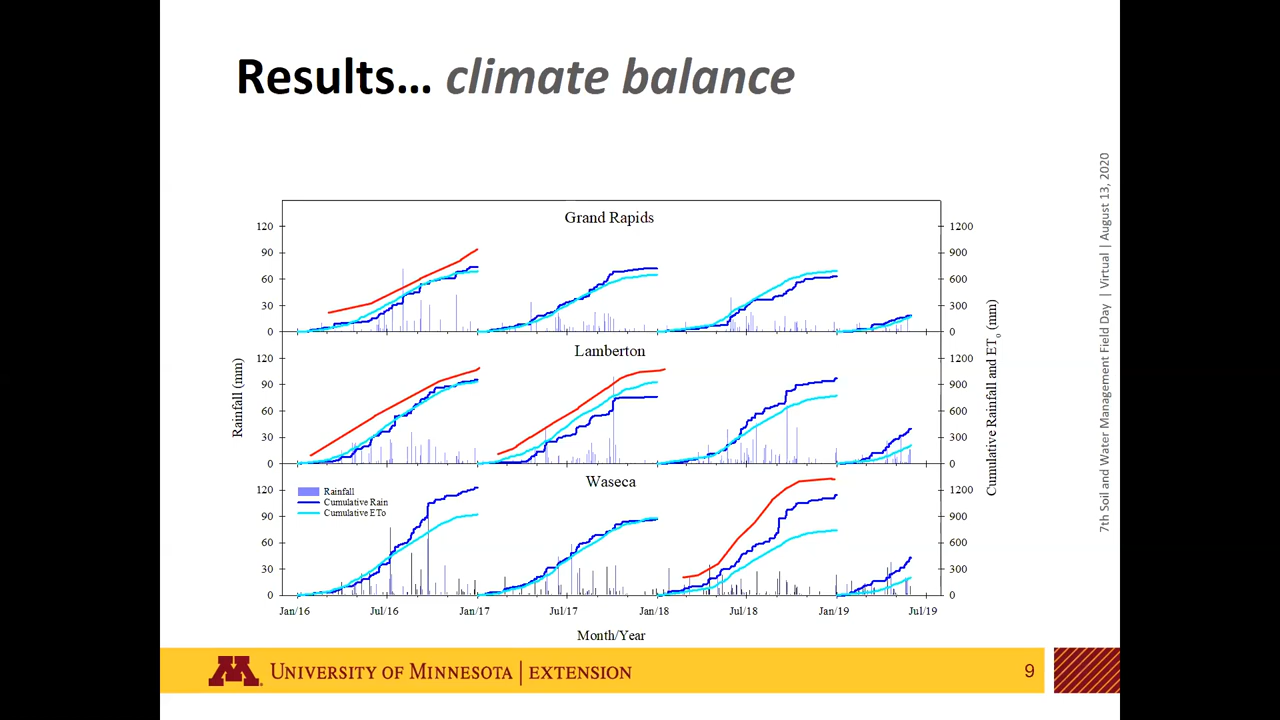 Results... climate balance
7th Soil and Water Management Field Day | Virtual | August 13, 2020
Grand Rapids
120
90
60
30
0
1200
900
600
300
0
Lamberton
120
90
60
30
0
1200
900
600
300
0
Waseca
120
90
60
30
0
1200
900
600
300
0
Rainfall
Cumulative Rain
Cumulative ETo
Rainfall (mm)
Cumulative Rainfall and ETo (mm)
Jan/16 Jul/16 Jan/17 Jul/17 Jan/18 Jul/18 Jan/19 Jul/19
Month/Year
M UNIVERSITY OF MINNESOTA | EXTENSION
9